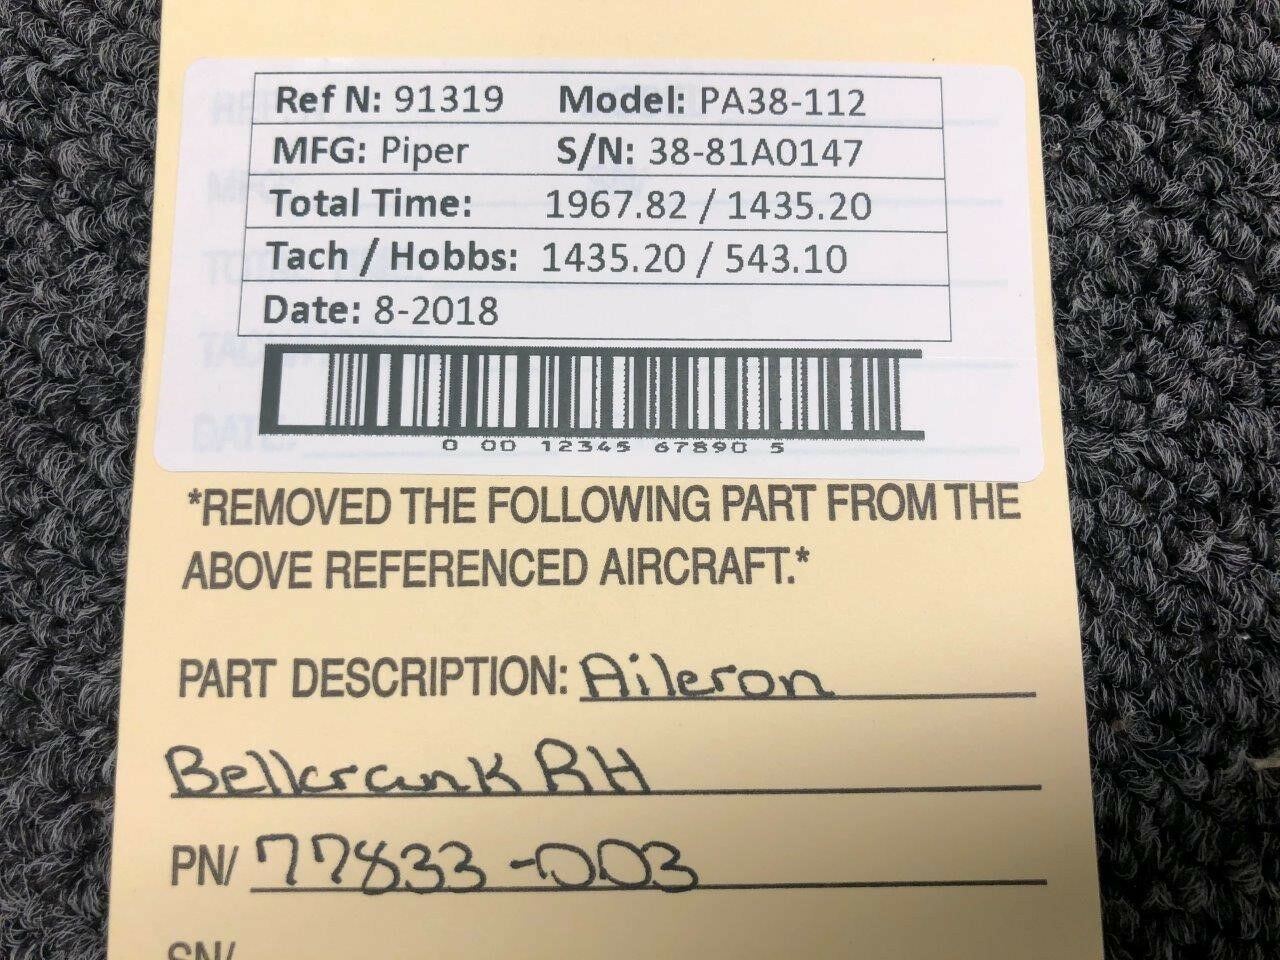 Ref N: 91319 Model: PA38-112
MFG: Piper S/N: 38-81A0147
Total Time: 1967.82 / 1435.20
Tach / Hobbs: 1435.20 / 543.10
Date: 8-2018
0 00 12345 67890 5
*REMOVED THE FOLLOWING PART FROM THE
ABOVE REFERENCED AIRCRAFT.*
PART DESCRIPTION: Aileron
Bellcrank RH
PN/ 77833-003
SN/